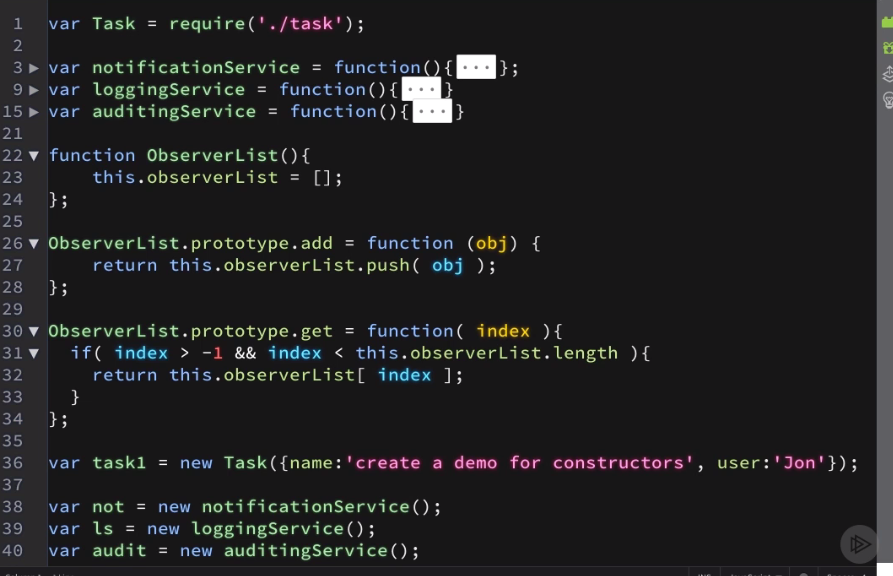 1 var Task = require('./task');
2
3 var notificationService = function(){...};
9 var loggingService = function(){...}
15 var auditingService = function(){...}
21
22 function ObserverList(){
23 this.observerList = [];
24 };
25
26 ObserverList.prototype.add = function (obj) {
27 return this.observerList.push( obj );
28 };
29
30 ObserverList.prototype.get = function( index ){
31 if( index > -1 && index < this.observerList.length ){
32 return this.observerList[ index ];
33 }
34 };
35
36 var task1 = new Task({name:'create a demo for constructors', user:'Jon'});
37
38 var not = new notificationService();
39 var ls = new loggingService();
40 var audit = new auditingService();